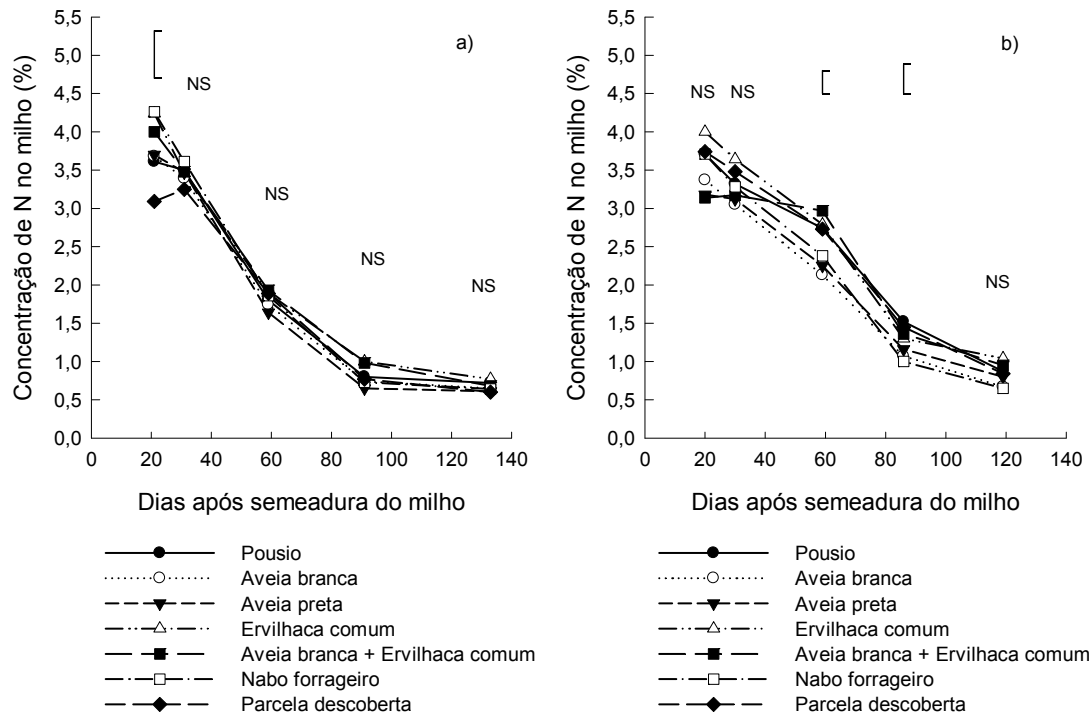 Concentração de N no milho (%)
5,5
5,0
4,5
4,0
3,5
3,0
2,5
2,0
1,5
1,0
0,5
0,0
a)
NS
NS
NS
NS
0 20 40 60 80 100 120 140
Dias após semeadura do milho
Pousio
Aveia branca
Aveia preta
Ervilhaca comum
Aveia branca + Ervilhaca comum
Nabo forrageiro
Parcela descoberta
Concentração de N no milho (%)
5,5
5,0
4,5
4,0
3,5
3,0
2,5
2,0
1,5
1,0
0,5
0,0
b)
NS NS
NS
0 20 40 60 80 100 120 140
Dias após semeadura do milho
Pousio
Aveia branca
Aveia preta
Ervilhaca comum
Aveia branca + Ervilhaca comum
Nabo forrageiro
Parcela descoberta